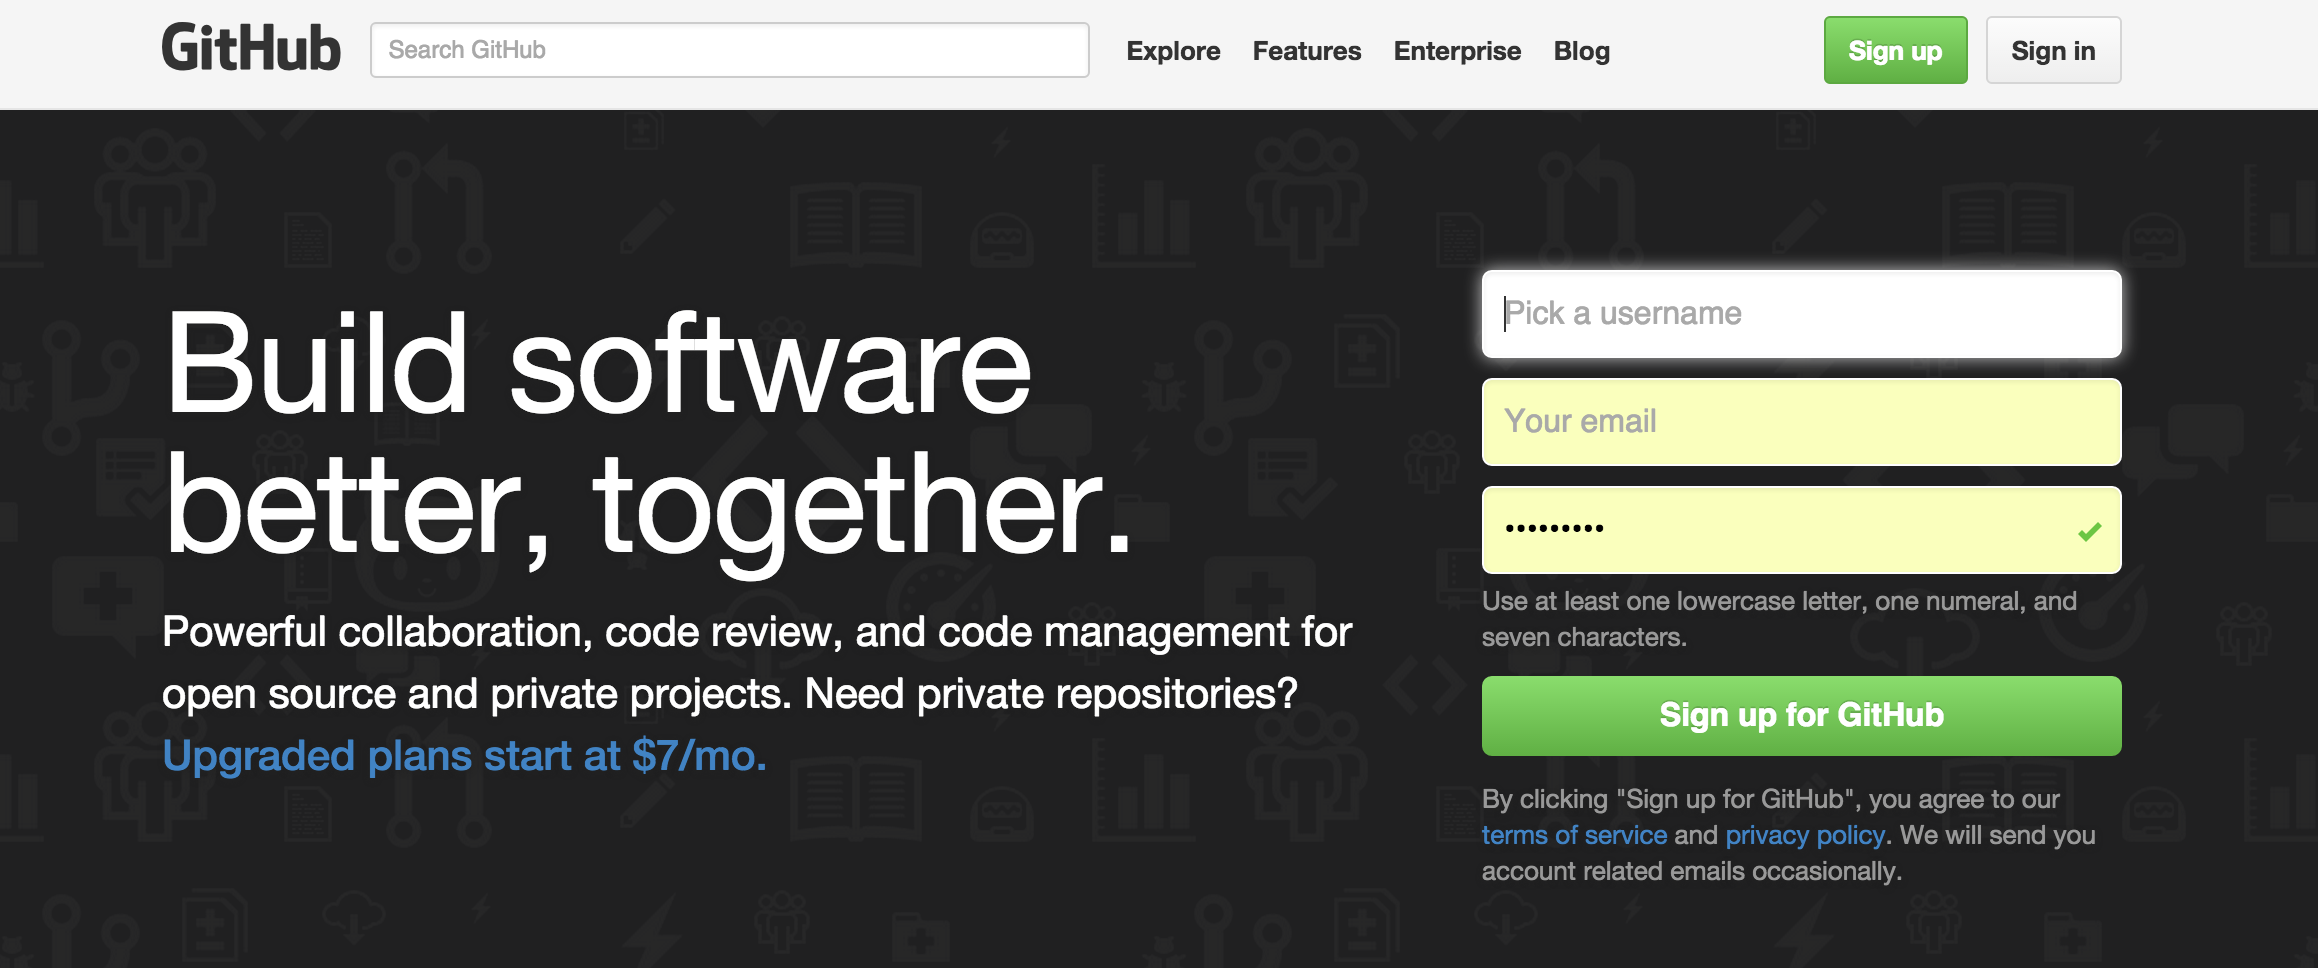 GitHub
Search GitHub
Explore
Features
Enterprise
Blog
Sign up
Sign in
Build software
better, together.
Powerful collaboration, code review, and code management for
open source and private projects. Need private repositories?
Upgraded plans start at $7/mo.
Pick a username
Your email
•••••••••
Use at least one lowercase letter, one numeral, and
seven characters.
Sign up for GitHub
By clicking "Sign up for GitHub", you agree to our
terms of service and privacy policy. We will send you
account related emails occasionally.